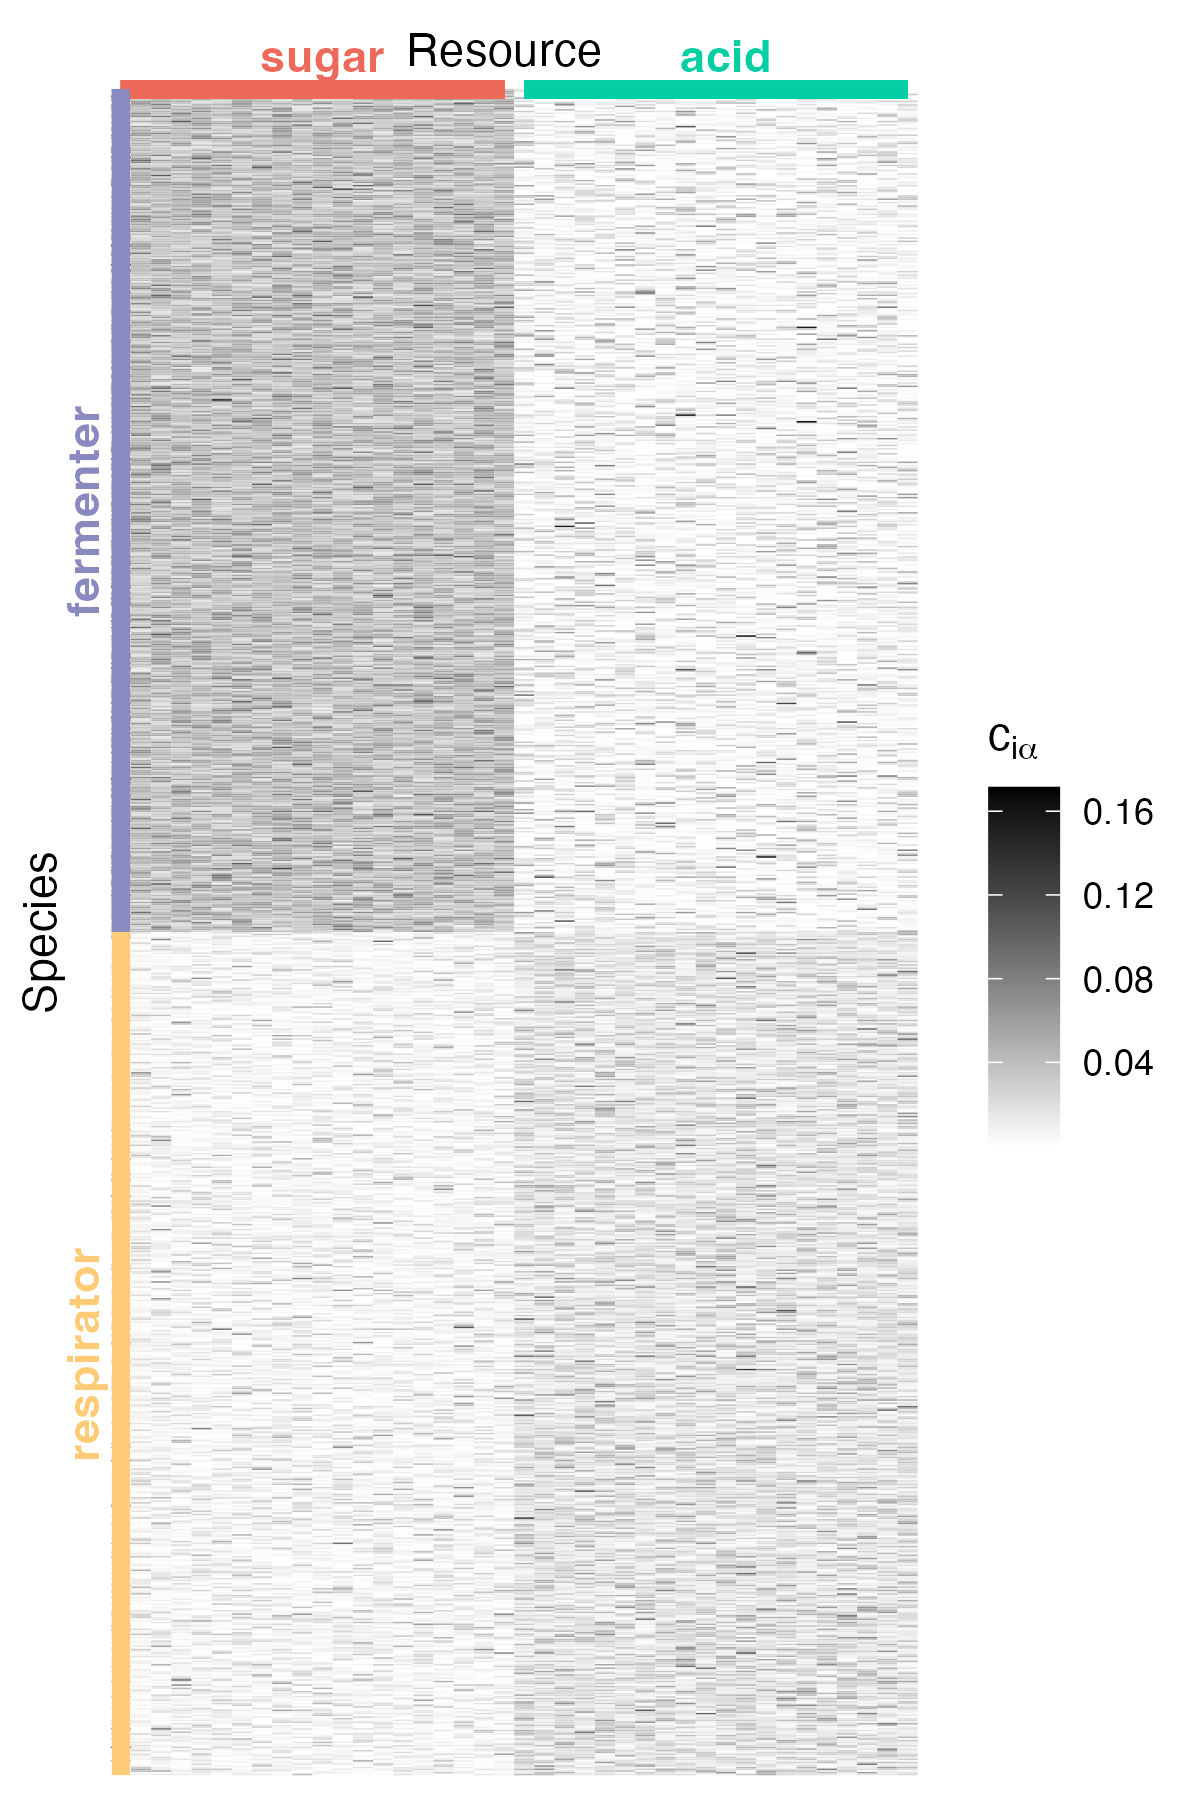 Resource
sugar acid
Species
fermenter
respirator
ciα
0.16
0.12
0.08
0.04